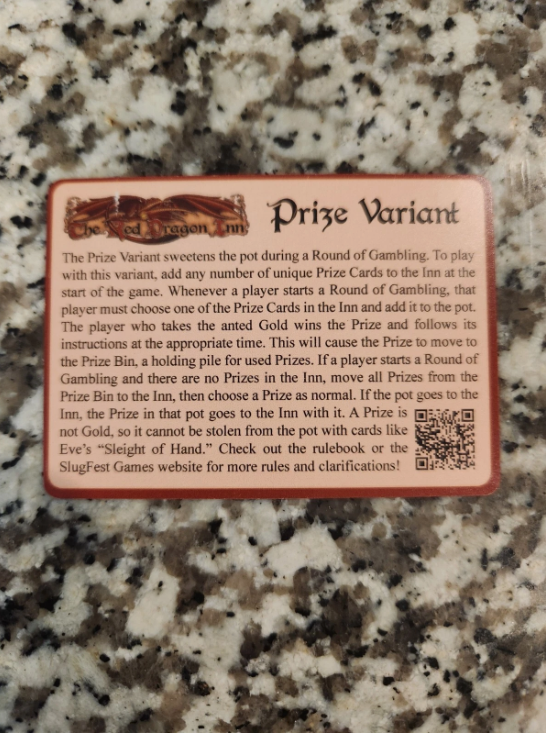 The Red Dragon Inn
Prize Variant
The Prize Variant sweetens the pot during a Round of Gambling. To play
with this variant, add any number of unique Prize Cards to the Inn at the
start of the game. Whenever a player starts a Round of Gambling, that
player must choose one of the Prize Cards in the Inn and add it to the pot.
The player who takes the anted Gold wins the Prize and follows its
instructions at the appropriate time. This will cause the Prize to move to
the Prize Bin, a holding pile for used Prizes. If a player starts a Round of
Gambling and there are no Prizes in the Inn, move all Prizes from the
Prize Bin to the Inn, then choose a Prize as normal. If the pot goes to the
Inn, the Prize in that pot goes to the Inn with it. A Prize is
not Gold, so it cannot be stolen from the pot with cards like
Eve's “Sleight of Hand.” Check out the rulebook or the
SlugFest Games website for more rules and clarifications!